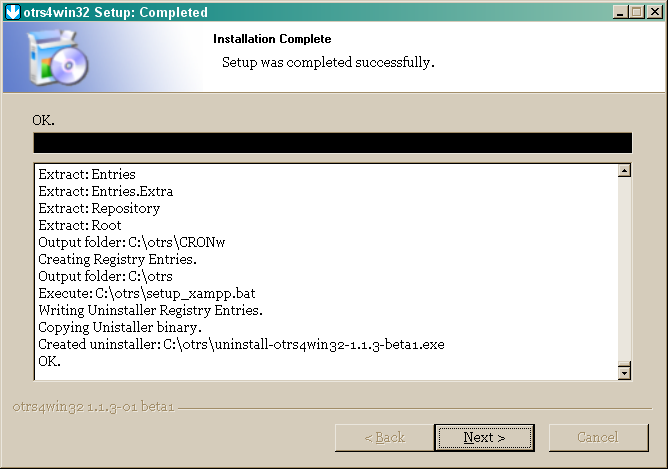 otrs4win32 Setup: Completed
Installation Complete
Setup was completed successfully.
OK.
Extract: Entries
Extract: Entries.Extra
Extract: Repository
Extract: Root
Output folder: C:\otrs\CRONw
Creating Registry Entries.
Output folder: C:\otrs
Execute: C:\otrs\setup_xampp.bat
Writing Uninstaller Registry Entries.
Copying Unistaller binary.
Created uninstaller: C:\otrs\uninstall-otrs4win32-1.1.3-beta1.exe
OK.
otrs4win32 1.1.3-01 beta1
< Back
Next >
Cancel